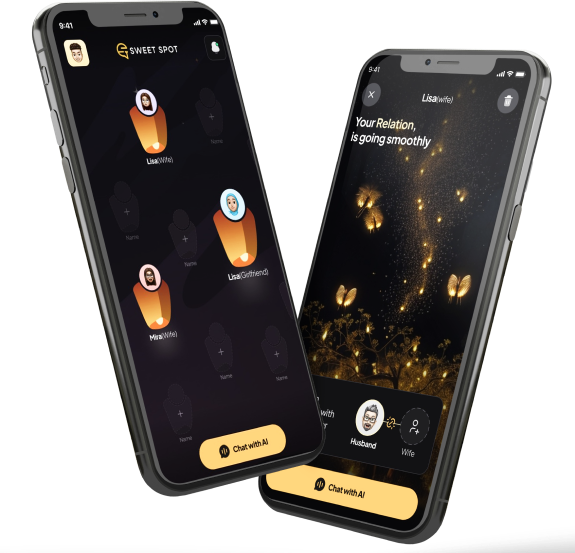 9:41
SWEET SPOT
Name
Lisa(Wife)
Name
Name
Lisa(Girlfriend)
Mira(Wife)
Name
Name
Name
Chat with AI
9:41
Lisa(wife)
Your Relation,
is going smoothly
with
Husband
Wife
Chat with AI